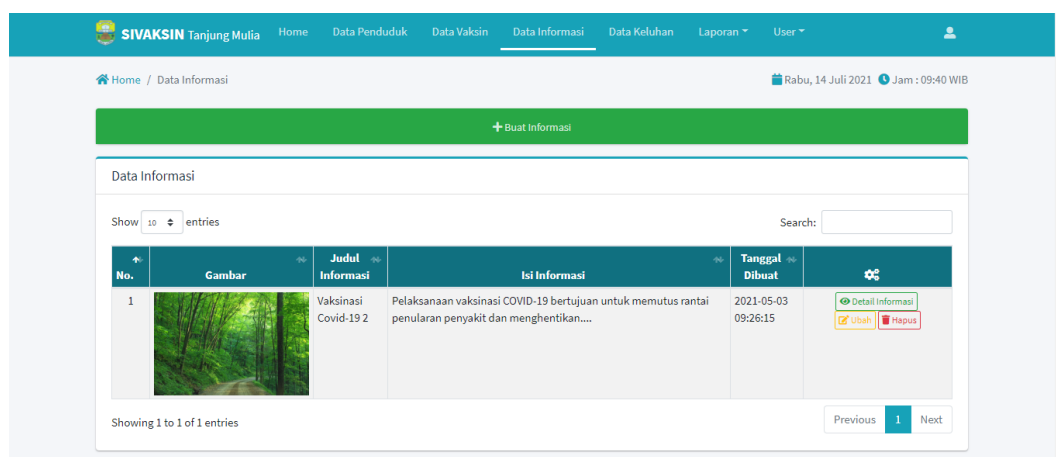 SIVAKSIN Tanjung Mulia Home Data Penduduk Data Vaksin Data Informasi Data Keluhan Laporan User
Home / Data Informasi Rabu, 14 Juli 2021 Jam : 09:40 WIB
Buat Informasi
Data Informasi
Show 10 entries Search:
No. Gambar Judul Informasi Isi Informasi Tanggal Dibuat
1 Vaksinasi Pelaksanaan vaksinasi COVID-19 bertujuan untuk memutus rantai 2021-05-03 Detail Informasi
Covid-19 2 penularan penyakit dan menghentikan.... 09:26:15 Ubah Hapus
Showing 1 to 1 of 1 entries Previous 1 Next